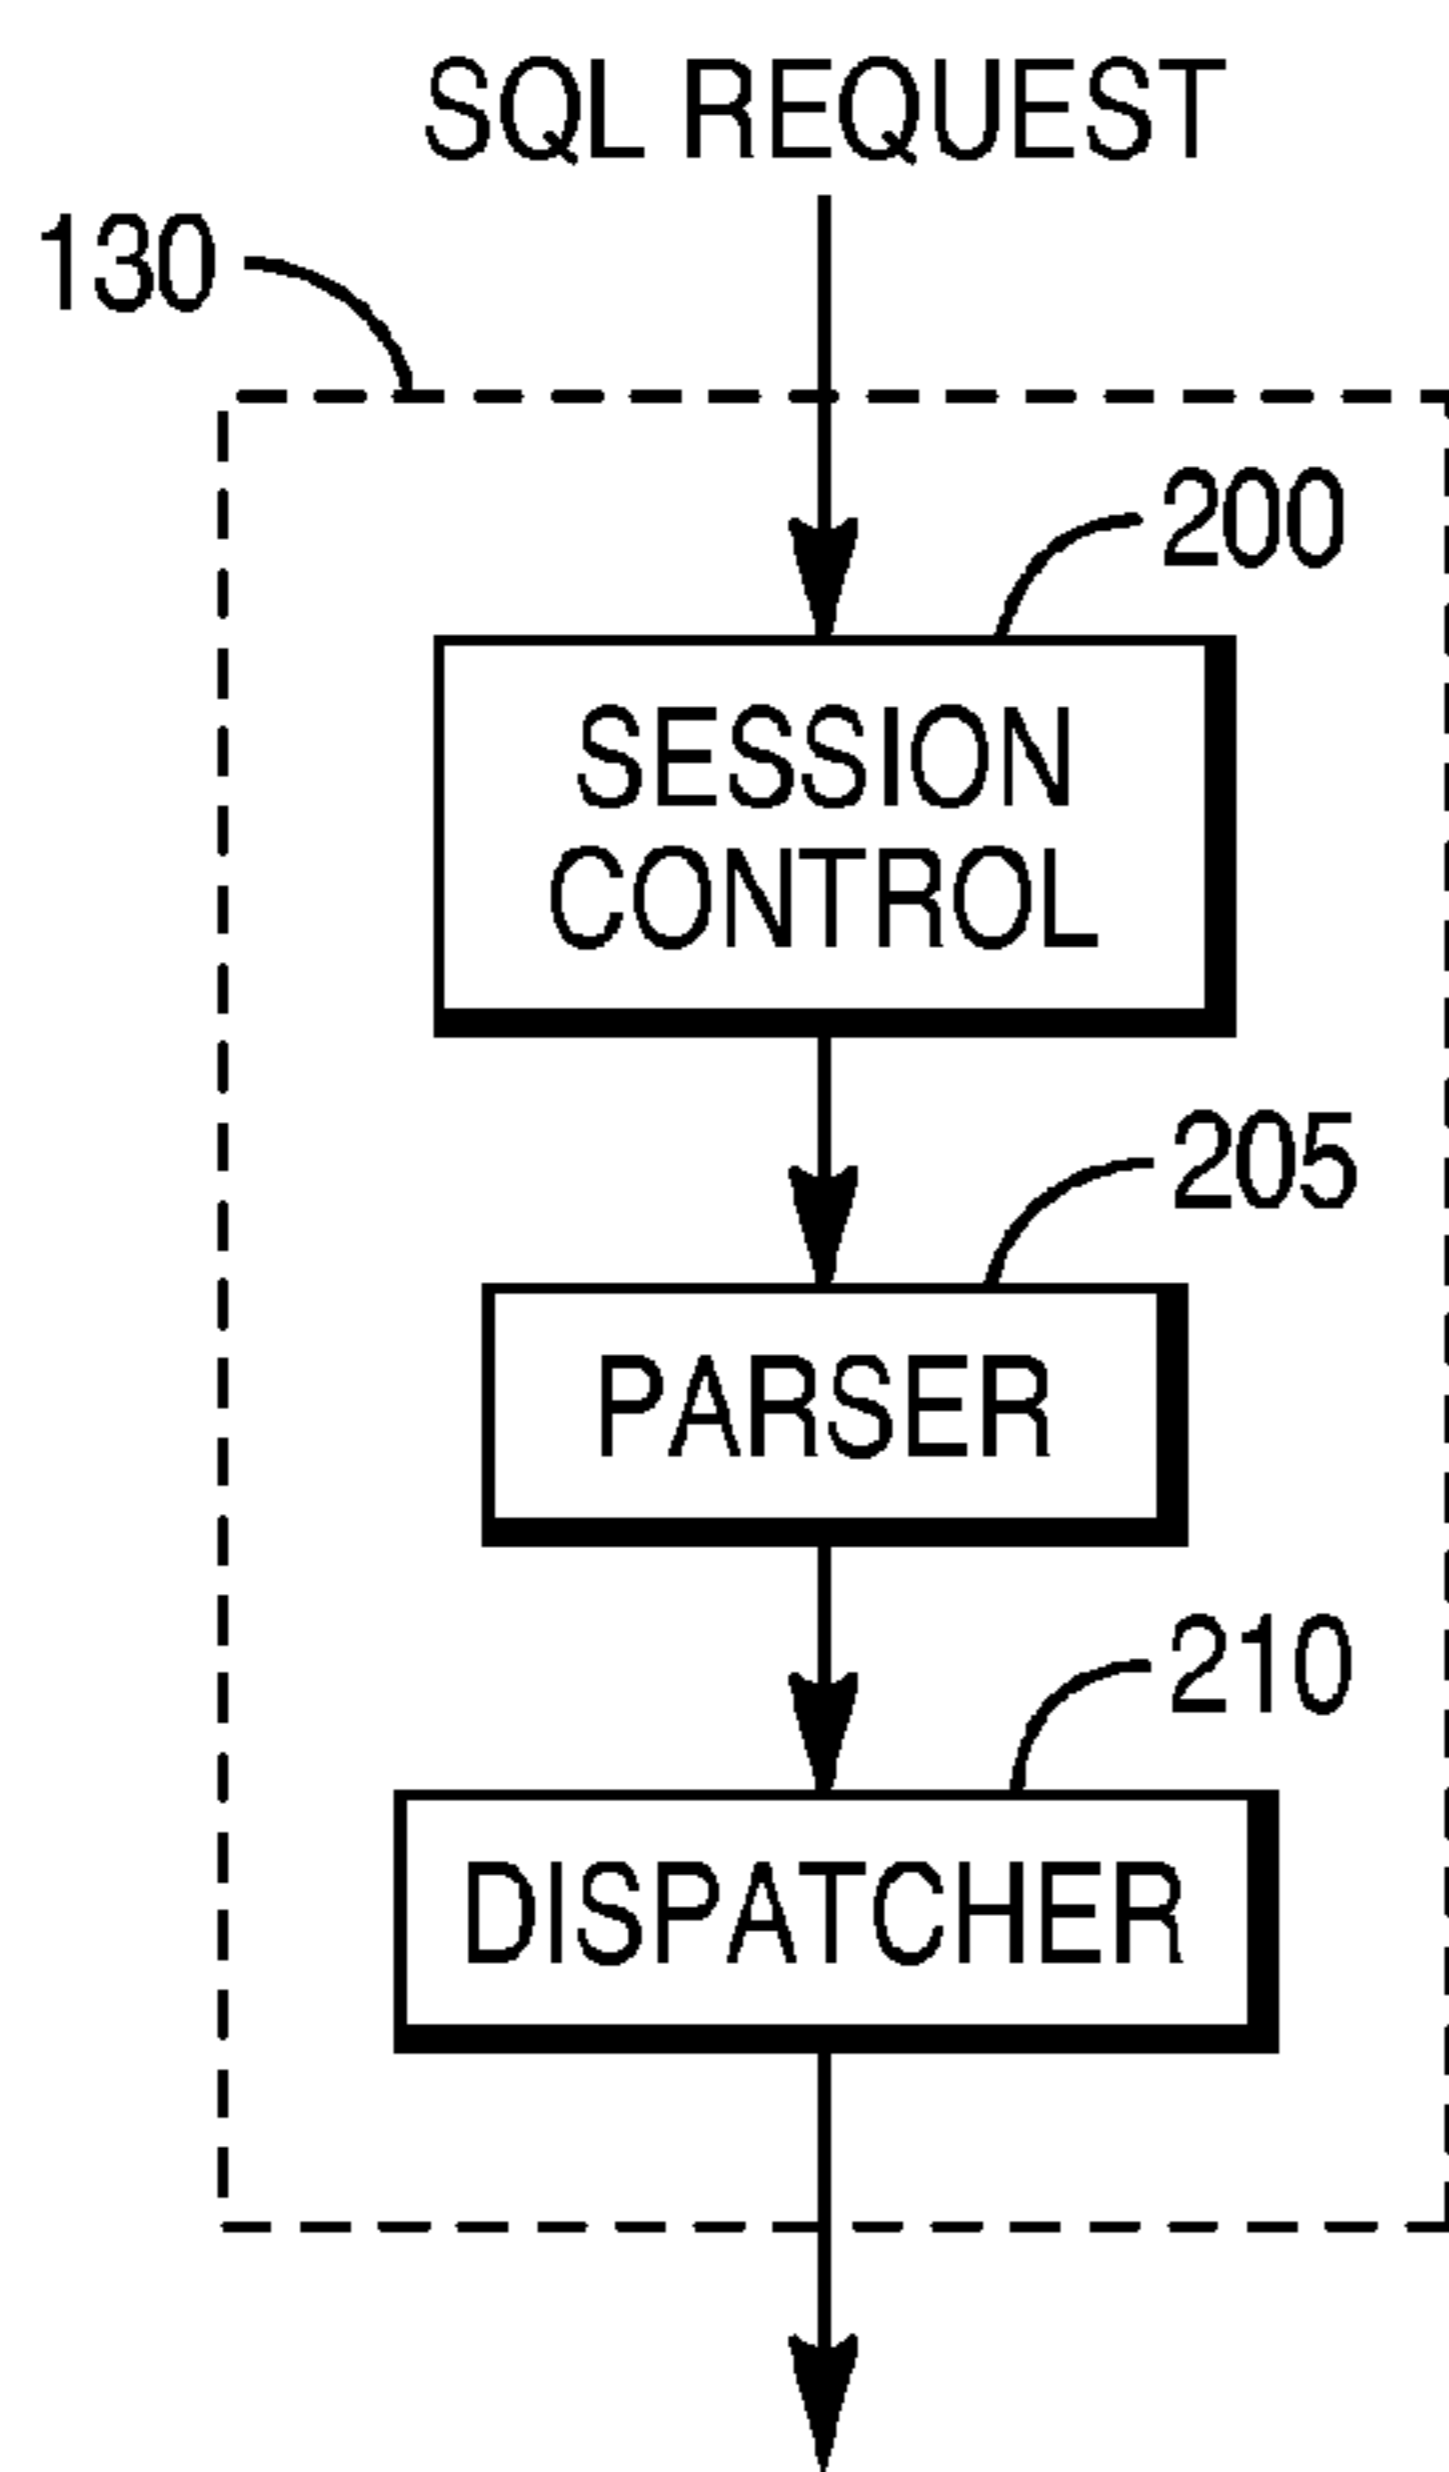 SQL REQUEST
130
200
SESSION
CONTROL
205
PARSER
210
DISPATCHER